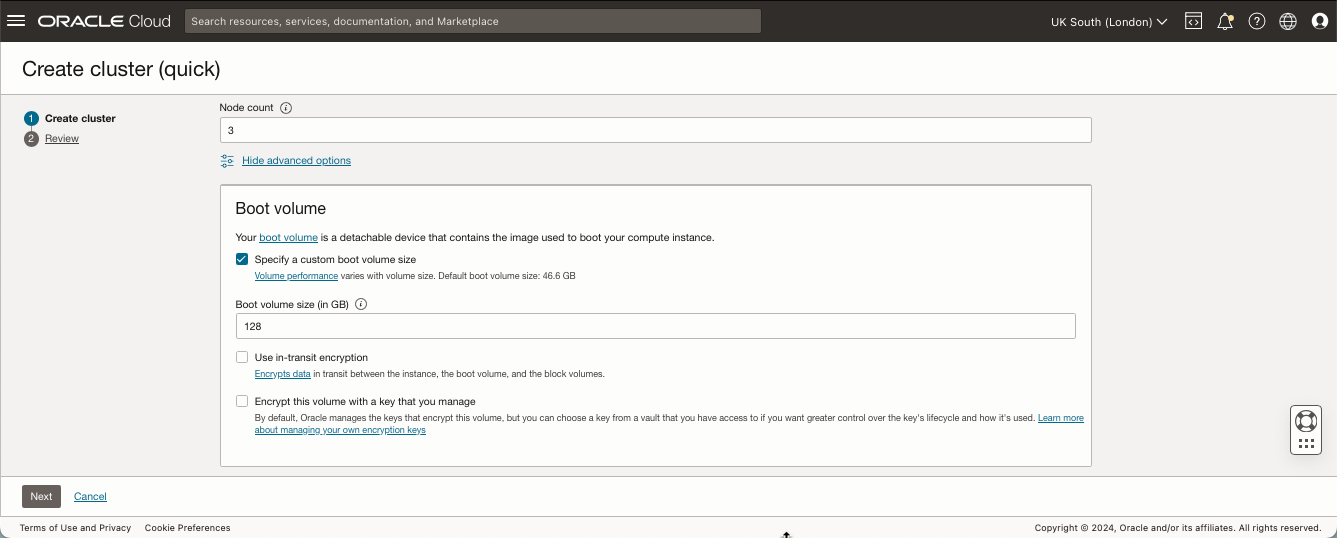 ORACLE Cloud
Search resources, services, documentation, and Marketplace
UK South (London)
Create cluster (quick)
1 Create cluster
2 Review
Node count
3
Hide advanced options
Boot volume
Your boot volume is a detachable device that contains the image used to boot your compute instance.
Specify a custom boot volume size
Volume performance varies with volume size. Default boot volume size: 46.6 GB
Boot volume size (in GB)
128
Use in-transit encryption
Encrypts data in transit between the instance, the boot volume, and the block volumes.
Encrypt this volume with a key that you manage
By default, Oracle manages the keys that encrypt this volume, but you can choose a key from a vault that you have access to if you want greater control over the key's lifecycle and how it's used. Learn more
about managing your own encryption keys
Next
Cancel
Terms of Use and Privacy
Cookie Preferences
Copyright © 2024, Oracle and/or its affiliates. All rights reserved.